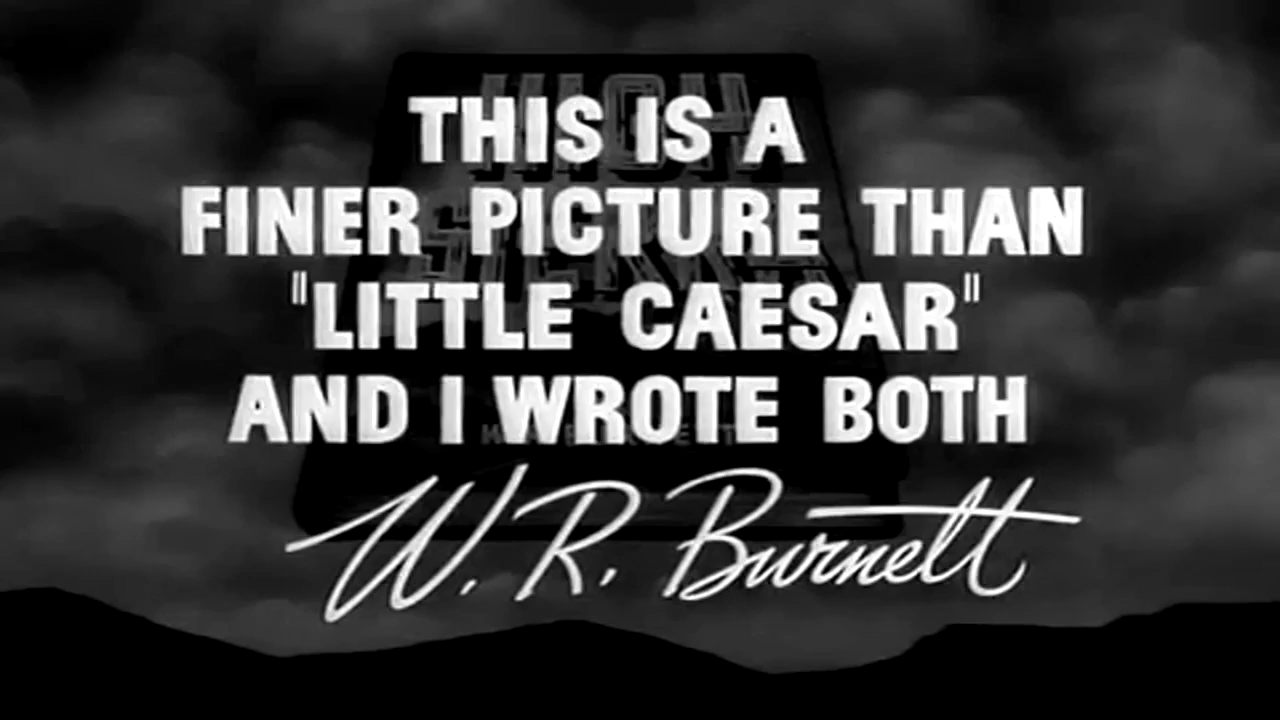 THIS IS A
FINER PICTURE THAN
"LITTLE CAESAR"
AND I WROTE BOTH
W. R. Burnett